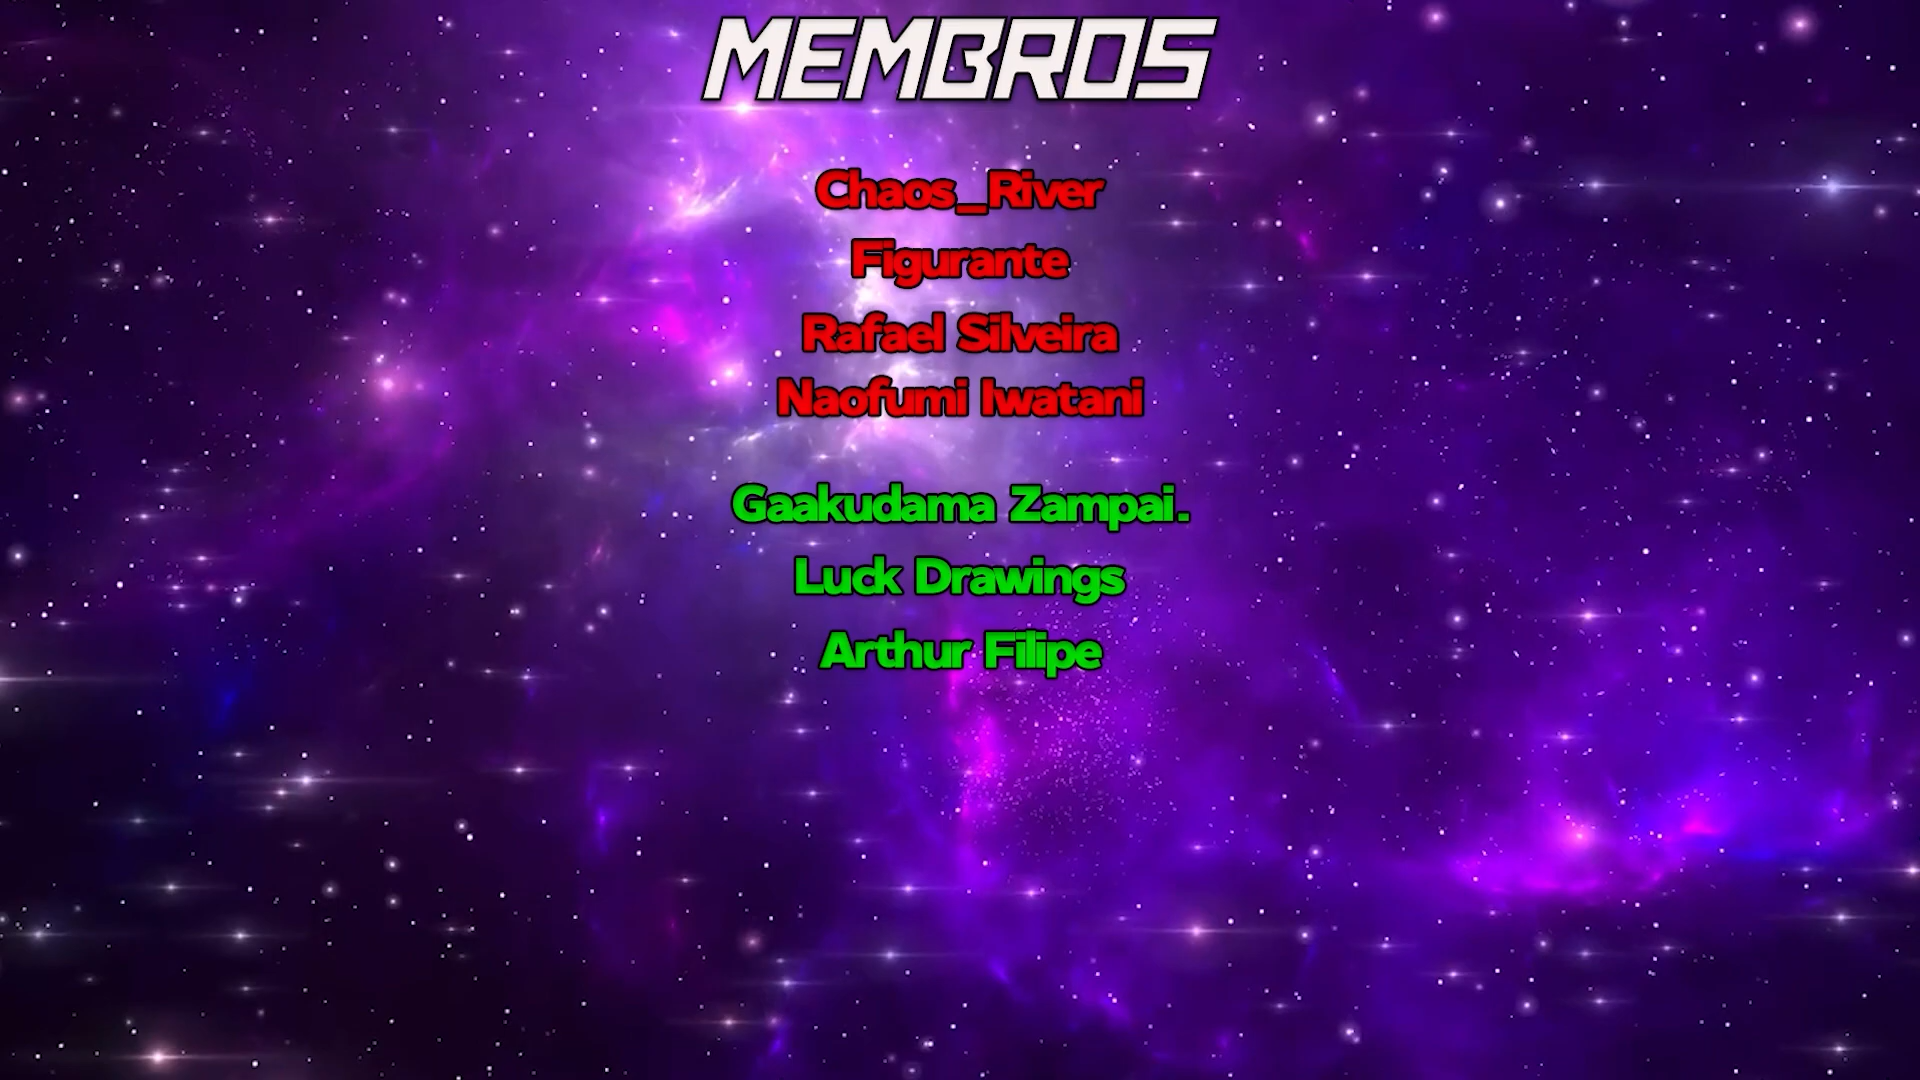 MEMBROS
Chaos_River
Figurante
Rafael Silveira
Naofumi Iwatani
Gaakudama Zampai.
Luck Drawings
Arthur Filipe